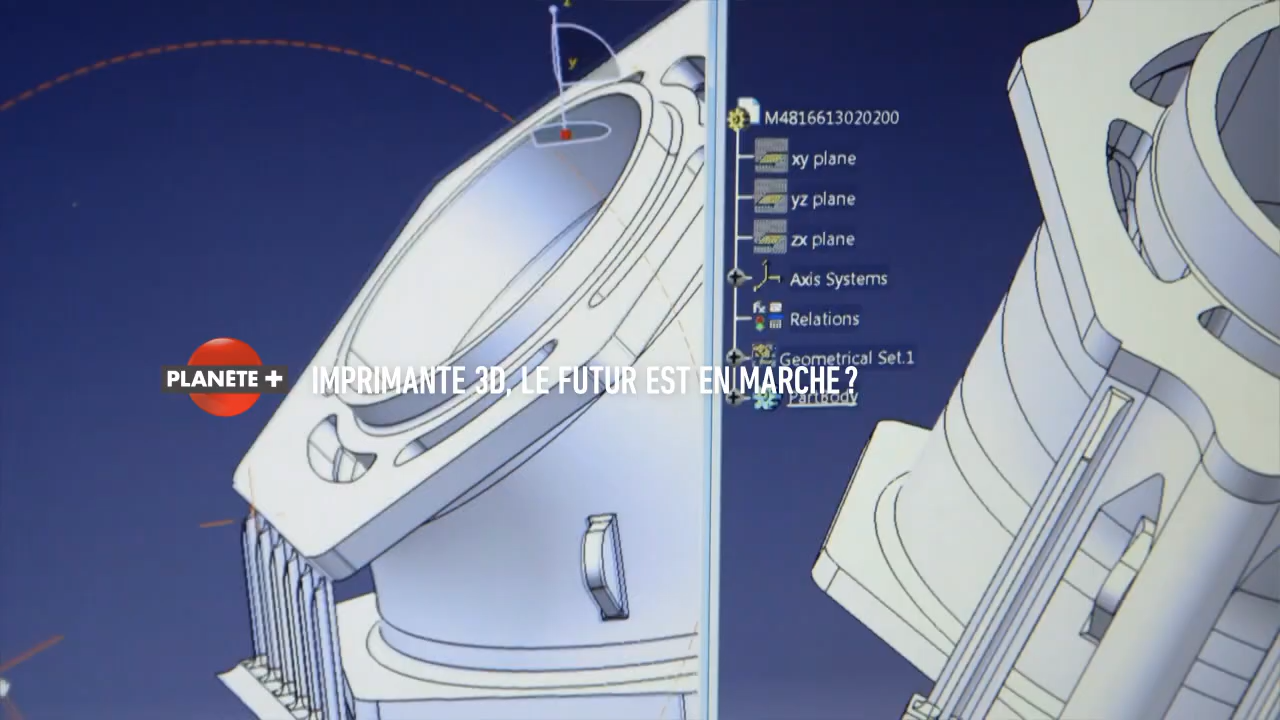 z
y
M4816613020200
xy plane
yz plane
zx plane
Axis Systems
Relations
Geometrical Set.1
PartBody
PLANETE +
IMPRIMANTE 3D, LE FUTUR EST EN MARCHE ?